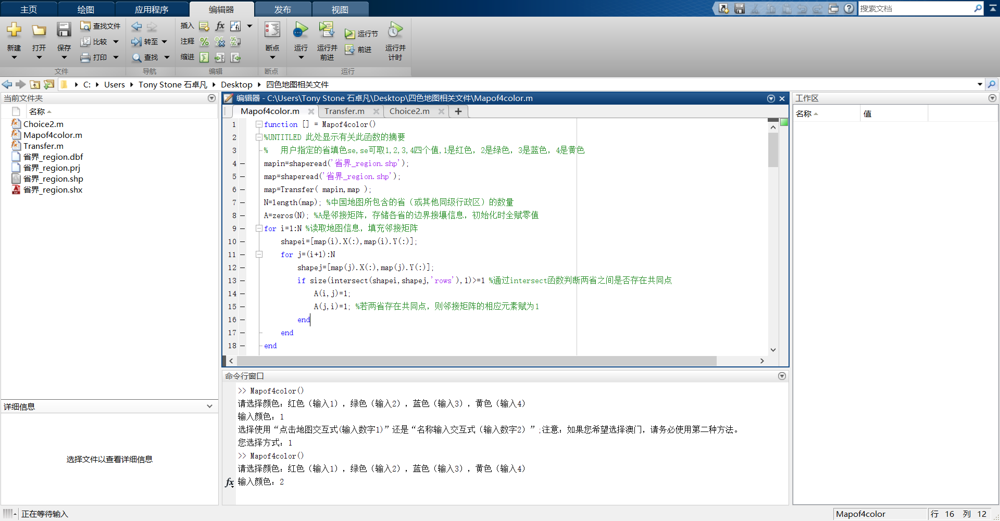 主页 绘图 应用程序 编辑器 发布 视图 搜索文档
新建 打开 保存 查找文件 比较 打印 转至 查找 插入 注释 缩进 断点 运行 运行并前进 运行节 前进 运行并计时
文件 导航 编辑 断点 运行
C: Users Tony Stone 石卓凡 Desktop 四色地图相关文件
当前文件夹
名称
Choice2.m
Mapof4color.m
Transfer.m
省界_region.dbf
省界_region.prj
省界_region.shp
省界_region.shx
详细信息
选择文件以查看详细信息
编辑器 - C:\Users\Tony Stone 石卓凡\Desktop\四色地图相关文件\Mapof4color.m
Mapof4color.m Transfer.m Choice2.m
1 function [] = Mapof4color()
2 %UNTITLED 此处显示有关此函数的摘要
3 %   用户指定的省填色se,se可取1,2,3,4四个值,1是红色, 2是绿色, 3是蓝色, 4是黄色
4 mapin=shaperead('省界_region.shp');
5 map=shaperead('省界_region.shp');
6 map=Transfer( mapin,map );
7 N=length(map); %中国地图所包含的省（或其他同级行政区）的数量
8 A=zeros(N); %A是邻接矩阵，存储各省的边界接壤信息，初始化时全赋零值
9 for i=1:N %读取地图信息，填充邻接矩阵
10 shapei=[map(i).X(:),map(i).Y(:)];
11 for j=(i+1):N
12 shapej=[map(j).X(:),map(j).Y(:)];
13 if size(intersect(shapei,shapej,'rows'),1)>=1 %通过intersect函数判断两省之间是否存在共同点
14 A(i,j)=1;
15 A(j,i)=1; %若两省存在共同点，则邻接矩阵的相应元素赋为1
16 end
17 end
18 end
命令行窗口
>> Mapof4color()
请选择颜色：红色（输入1）, 绿色（输入2）, 蓝色（输入3）, 黄色（输入4）
输入颜色：1
选择使用“点击地图交互式(输入数字1)”还是“名称输入交互式（输入数字2）”;注意：如果您希望选择澳门，请务必使用第二种方法。
您选择方式：1
>> Mapof4color()
请选择颜色：红色（输入1）, 绿色（输入2）, 蓝色（输入3）, 黄色（输入4）
fx 输入颜色：2
工作区
名称 值
正在等待输入
Mapof4color 行 16 列 12